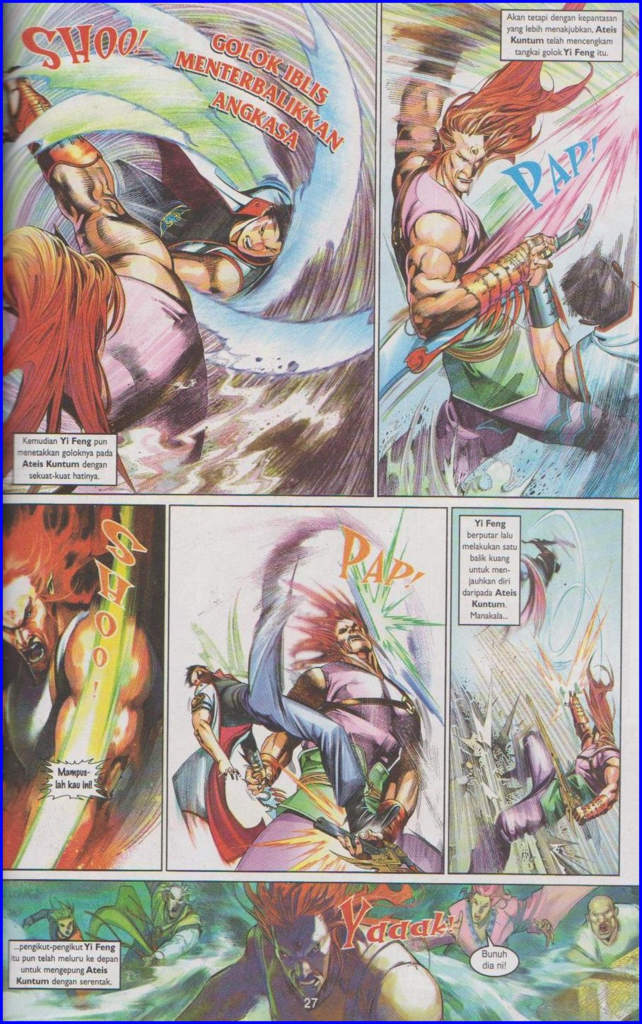 SHOO!
GOLOK IBLIS
MENTERBALIKKAN
ANGKASA
Kemudian Yi Feng pun
menetakkan goloknya pada
Ateis Kuntum dengan
sekuat-kuat hatinya.
Akan tetapi dengan kepantasan
yang lebih menakjubkan, Ateis
Kuntum telah mencengkam
tangkai golok Yi Feng itu.
PAP!
SHOO!
Mampus-
lah kau ini!
PAP!
Yi Feng
berputar lalu
melakukan satu
balik kuang
untuk men-
jauhkan diri
daripada Ateis
Kuntum.
Manakala...
...pengikut-pengikut Yi Feng
itu pun telah meluru ke depan
untuk mengepung Ateis
Kuntum dengan serentak.
Yaaak!
Bunuh
dia ni!
27